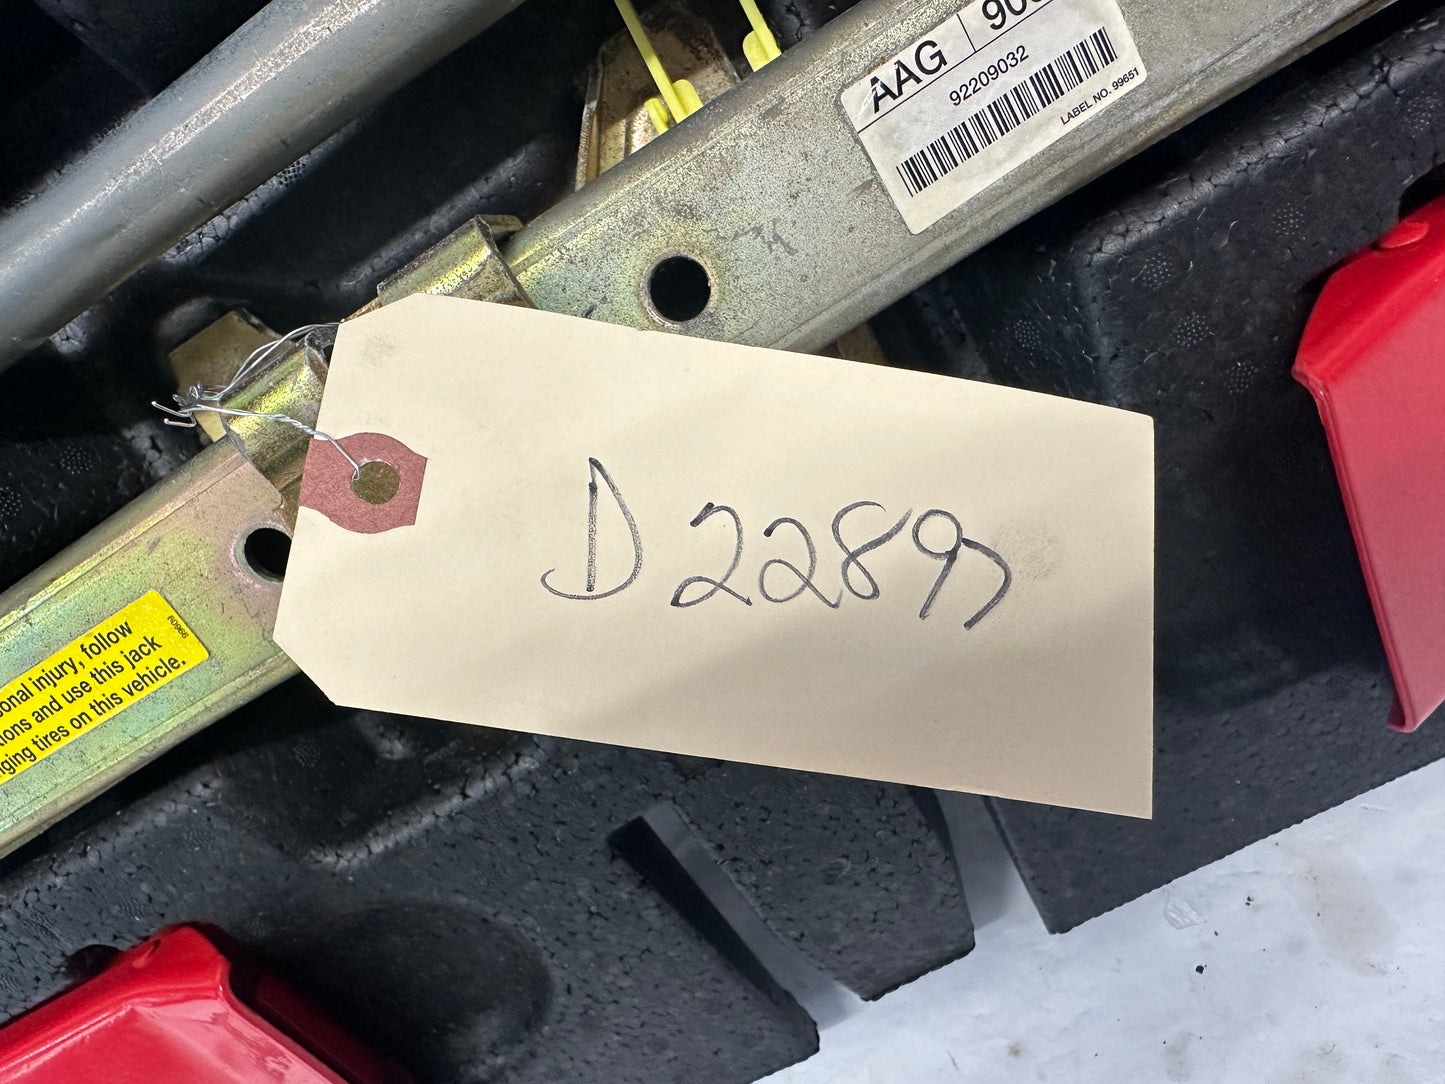 AAG
92209032
LABEL NO. 99651
D2289
onal injury, follow
ions and use this jack
ging tires on this vehicle.